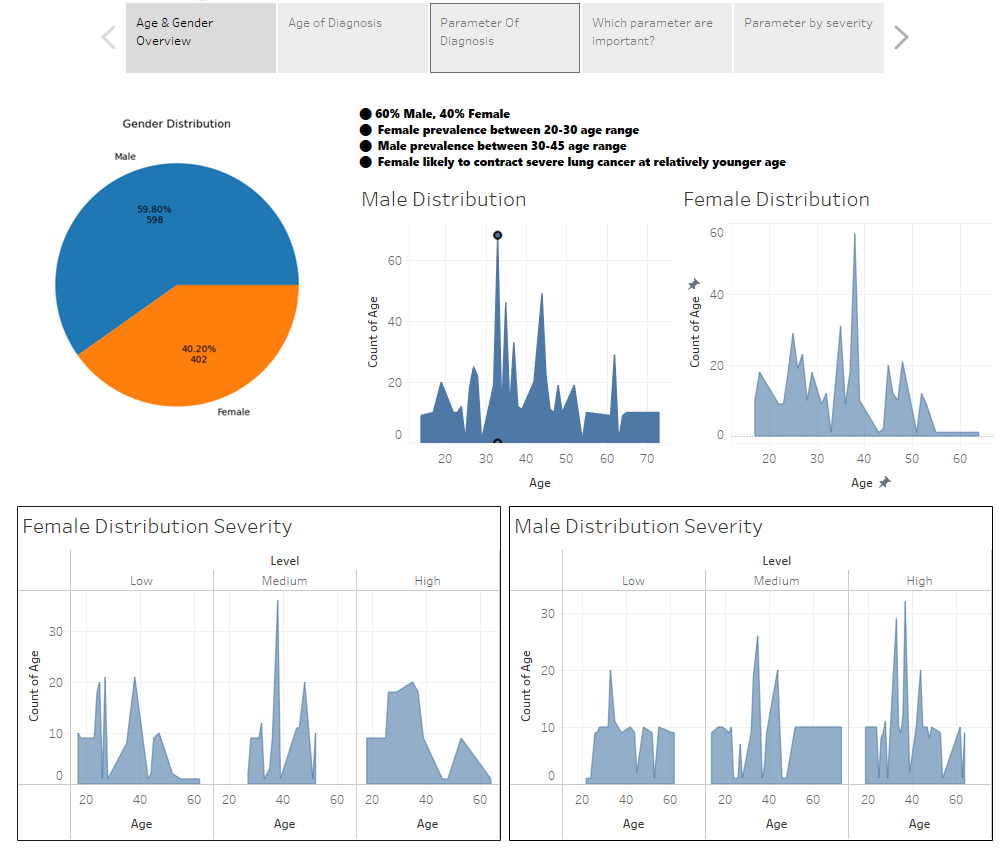 Age & Gender
Overview
Age of Diagnosis
Parameter Of
Diagnosis
Which parameter are
important?
Parameter by severity
Gender Distribution
Male
59.80%
598
40.20%
402
Female
● 60% Male, 40% Female
● Female prevalence between 20-30 age range
● Male prevalence between 30-45 age range
● Female likely to contract severe lung cancer at relatively younger age
Male Distribution
Count of Age
60
40
20
0
20 30 40 50 60 70
Age
Female Distribution
Count of Age
60
40
20
0
20 30 40 50 60
Age
Female Distribution Severity
Level
Low Medium High
Count of Age
30
20
10
0
20 40 60 20 40 60 20 40 60
Age Age Age
Male Distribution Severity
Level
Low Medium High
Count of Age
30
20
10
0
20 40 60 20 40 60 20 40 60
Age Age Age